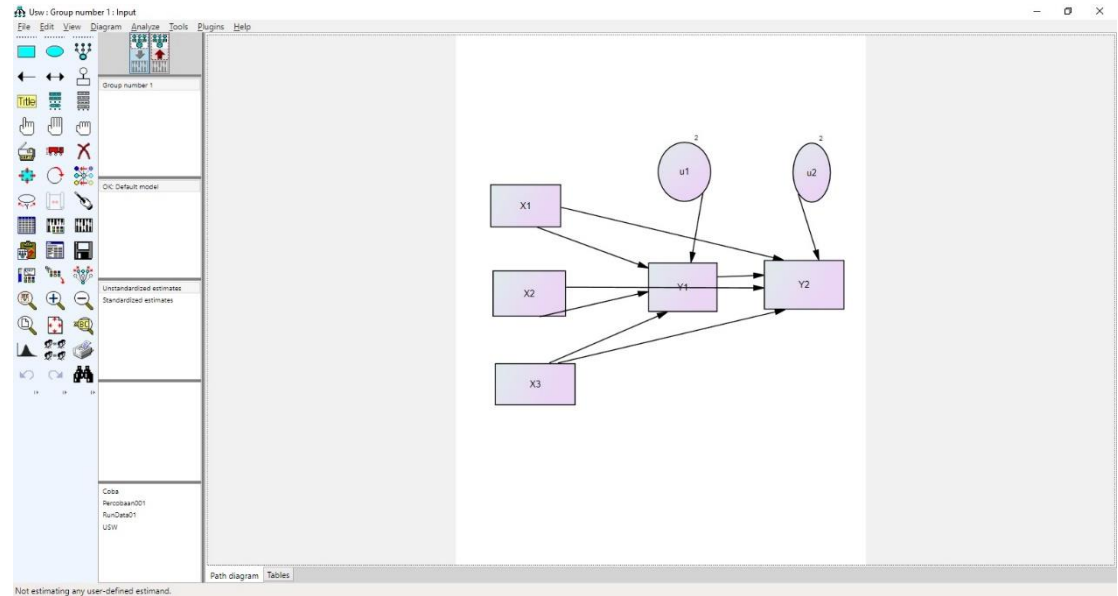 Usw : Group number 1 : Input
File Edit View Diagram Analyze Tools Plugins Help
Title
Group number 1
OK: Default model
Unstandardized estimates
Standardized estimates
Coba
Percobaan001
RunData01
USW
2
2
u1
u2
X1
X2
Y1
Y2
X3
Path diagram Tables
Not estimating any user-defined estimand.